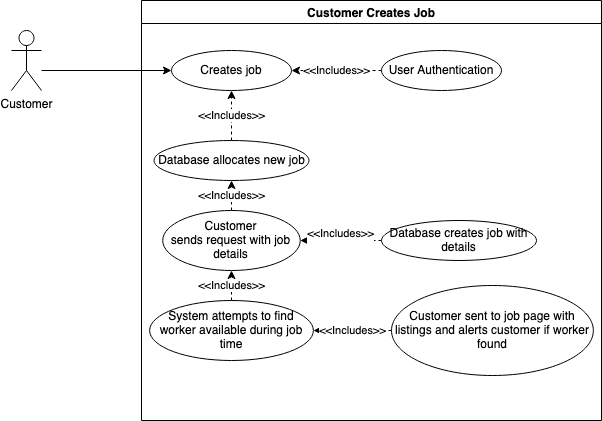 Customer Creates Job
Customer
Creates job
<<Includes>>
User Authentication
<<Includes>>
Database allocates new job
<<Includes>>
Customer
sends request with job
details
<<Includes>>
Database creates job with
details
<<Includes>>
System attempts to find
worker available during job
time
<<Includes>>
Customer sent to job page with
listings and alerts customer if worker
found